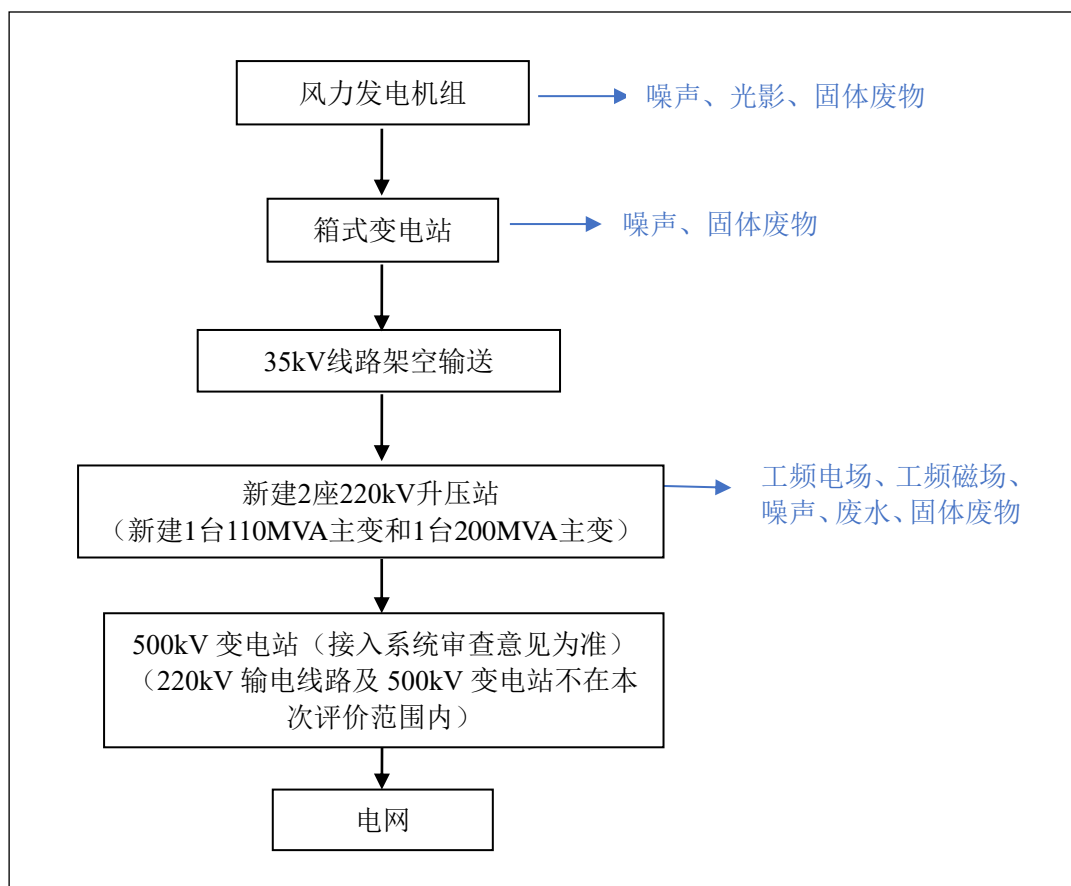 风力发电机组
噪声、光影、固体废物
箱式变电站
噪声、固体废物
35kV线路架空输送
新建2座220kV升压站
（新建1台110MVA主变和1台200MVA主变）
工频电场、工频磁场、
噪声、废水、固体废物
500kV 变电站（接入系统审查意见为准）
（220kV 输电线路及 500kV 变电站不在本
次评价范围内）
电网